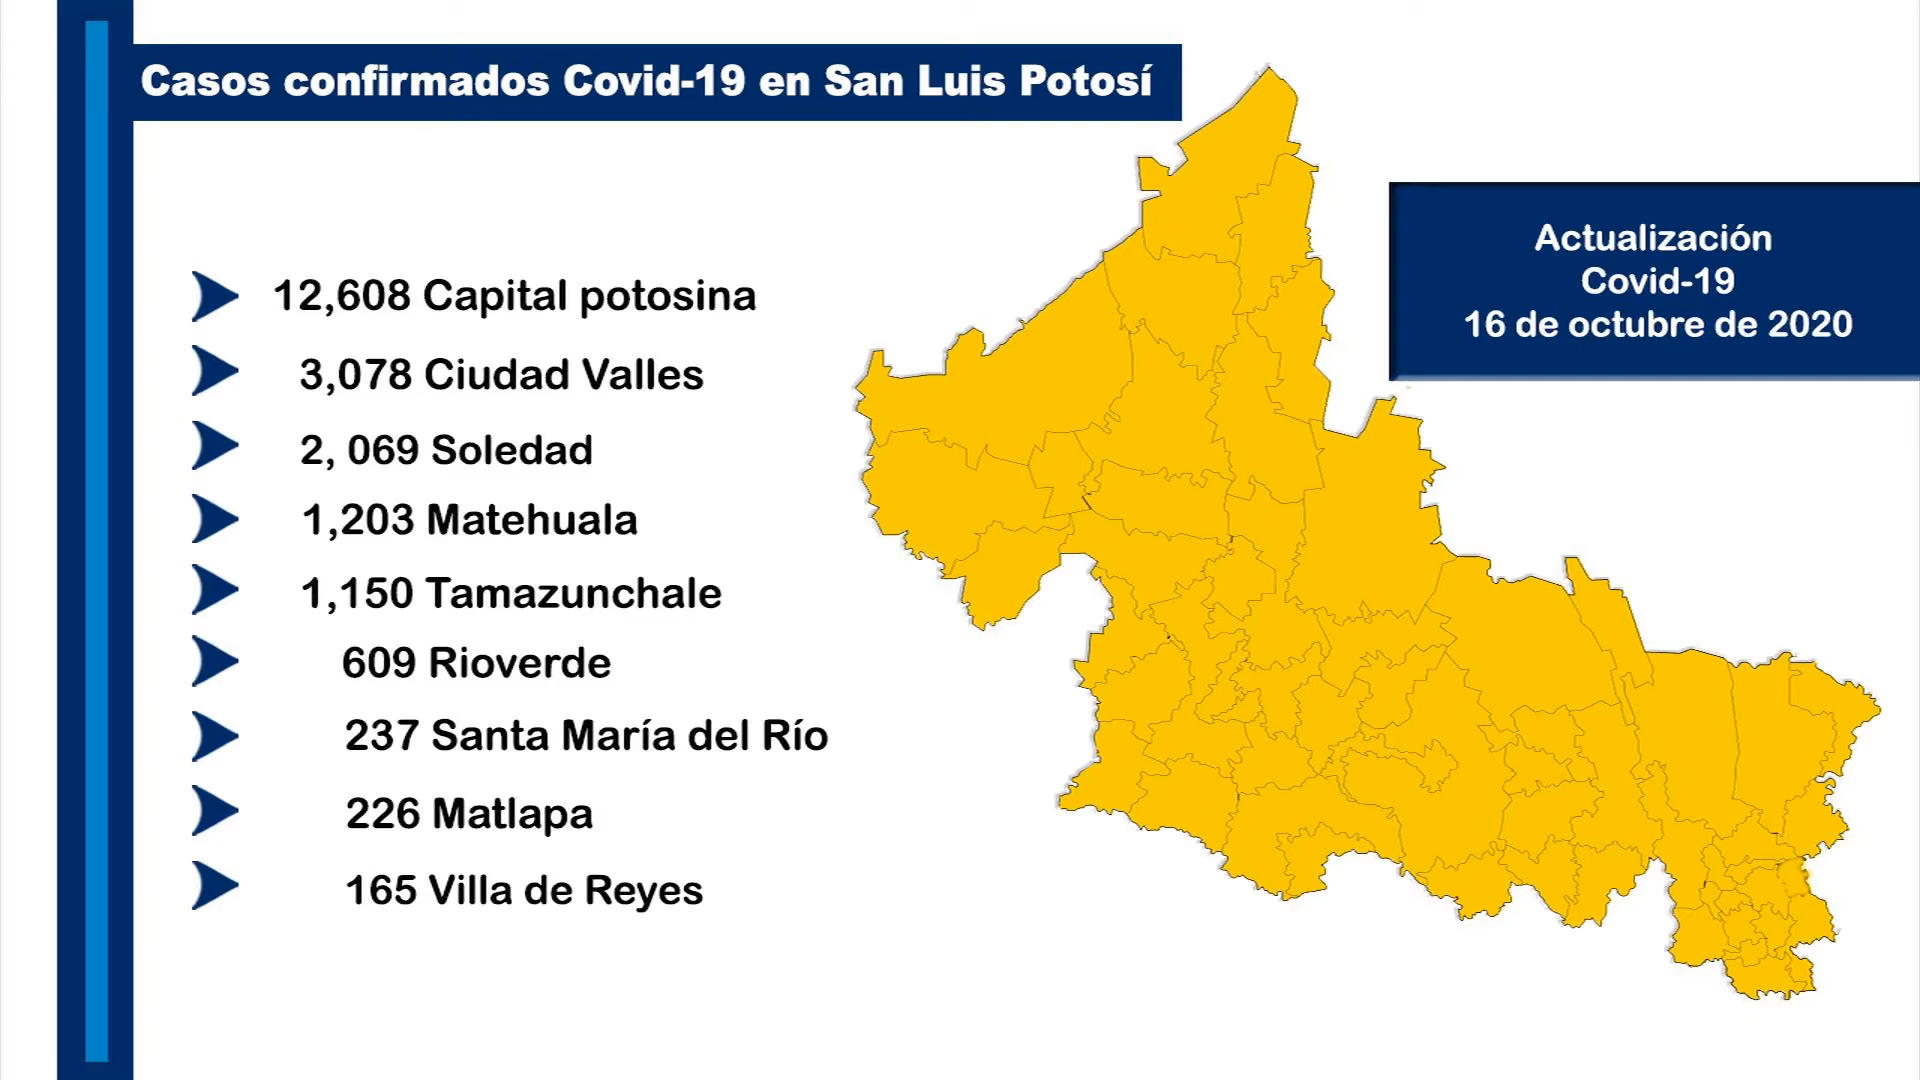 Casos confirmados Covid-19 en San Luis Potosí
Actualización
Covid-19
16 de octubre de 2020
12,608 Capital potosina
3,078 Ciudad Valles
2, 069 Soledad
1,203 Matehuala
1,150 Tamazunchale
609 Rioverde
237 Santa María del Río
226 Matlapa
165 Villa de Reyes